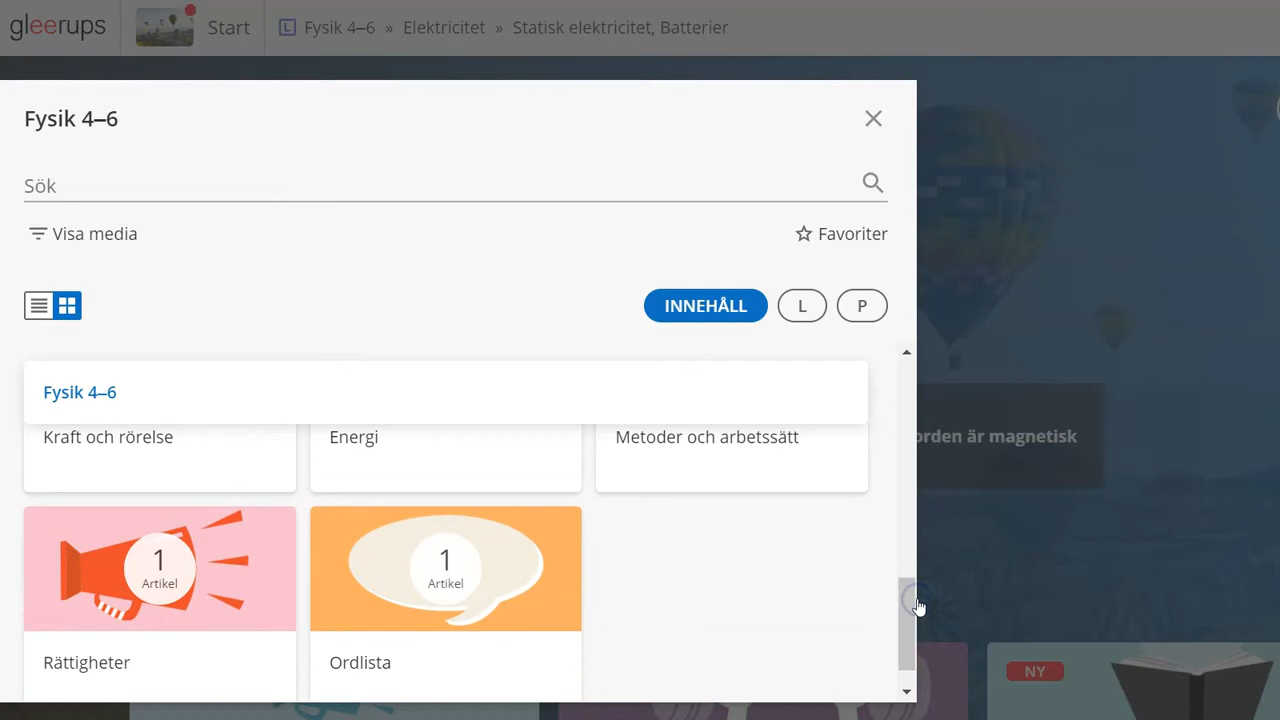 gleerups
Start
L Fysik 4–6 » Elektricitet » Statisk elektricitet, Batterier
Fysik 4–6
Sök
Visa media
Favoriter
INNEHÅLL
L
P
Fysik 4–6
Kraft och rörelse
Energi
Metoder och arbetssätt
orden är magnetisk
1
Artikel
1
Artikel
Rättigheter
Ordlista
NY